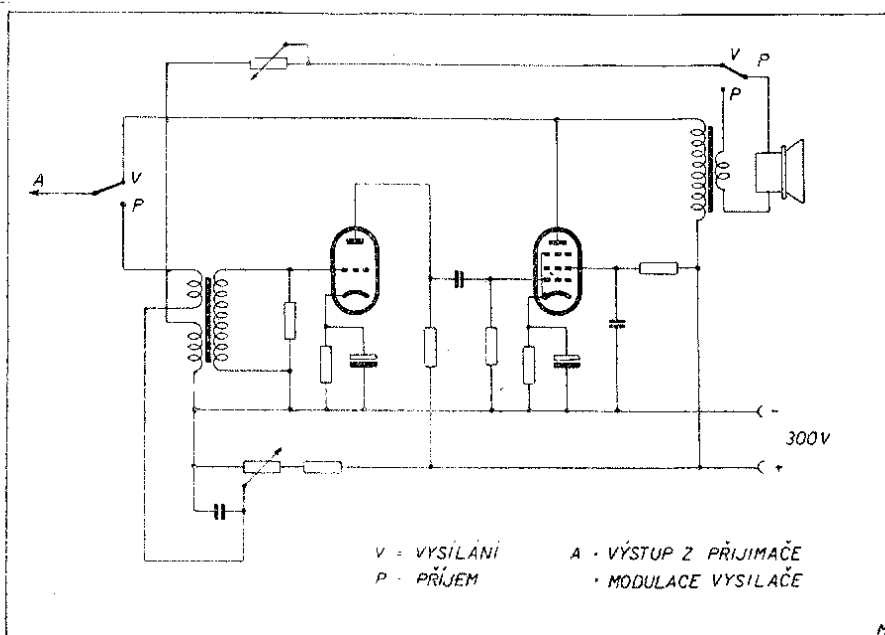 V P
P
A V
P
-
300V
+
V = VYSÍLÁNÍ A · VÝSTUP Z PŘIJIMAČE
P - PŘÍJEM · MODULACE VYSILAČE